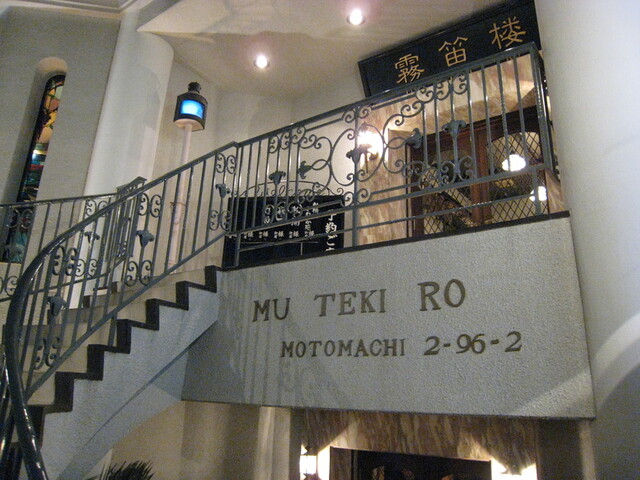 霧笛楼
MU TEKI RO
MOTOMACHI 2-96-2